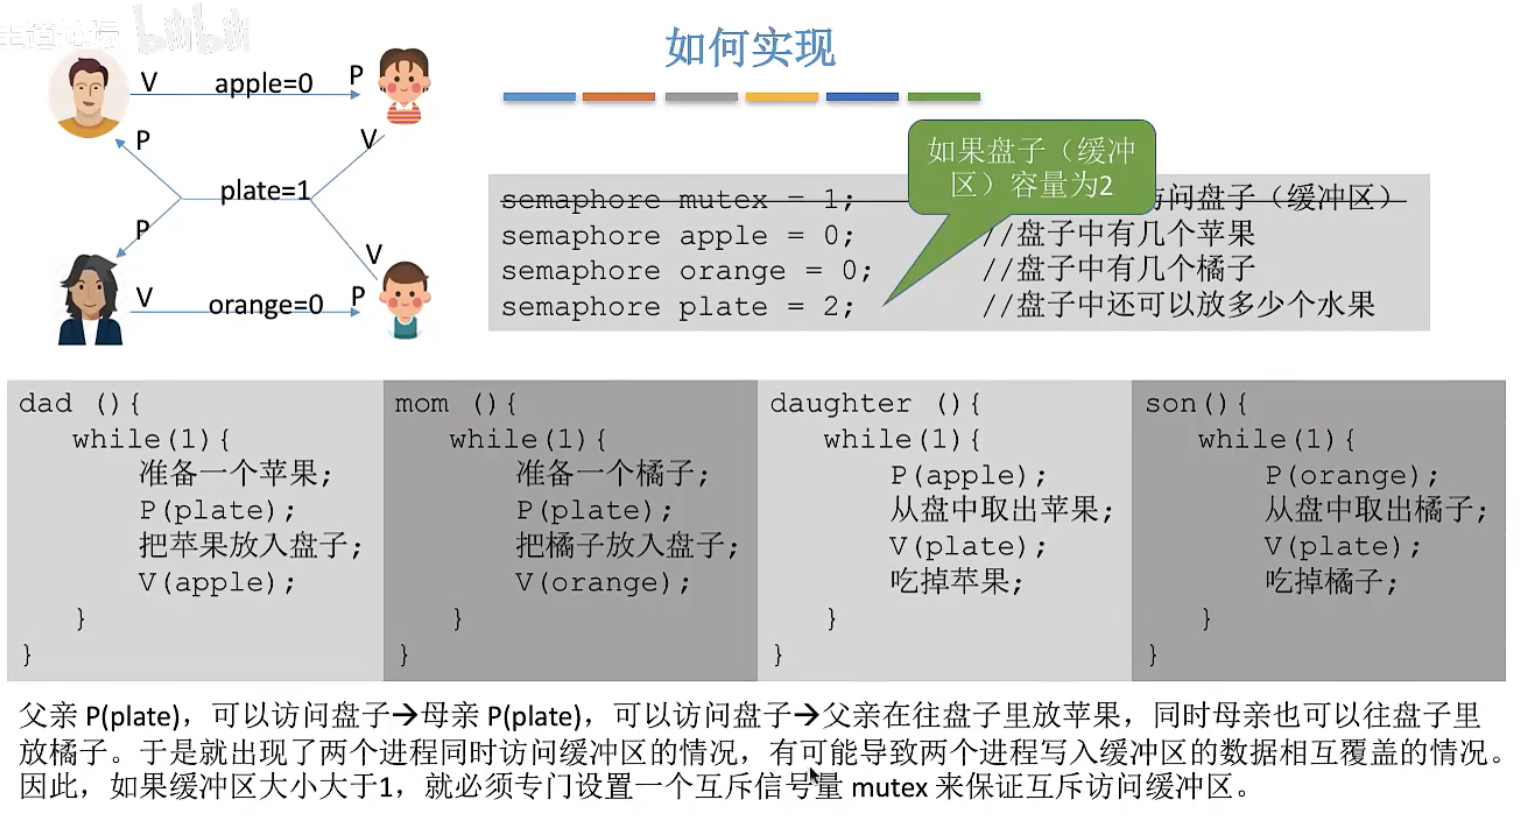 bilibili
如何实现
V apple=0 P
P V
plate=1
P V
V orange=0 P
如果盘子（缓冲
区）容量为2
semaphore mutex = 1; 问盘子（缓冲区）
semaphore apple = 0; //盘子中有几个苹果
semaphore orange = 0; //盘子中有几个橘子
semaphore plate = 2; //盘子中还可以放多少个水果
dad (){
while(1){
准备一个苹果;
P(plate);
把苹果放入盘子;
V(apple);
}
}
mom (){
while(1){
准备一个橘子;
P(plate);
把橘子放入盘子;
V(orange);
}
}
daughter (){
while(1){
P(apple);
从盘中取出苹果;
V(plate);
吃掉苹果;
}
}
son(){
while(1){
P(orange);
从盘中取出橘子;
V(plate);
吃掉橘子;
}
}
父亲 P(plate)，可以访问盘子→母亲 P(plate)，可以访问盘子→父亲在往盘子里放苹果，同时母亲也可以往盘子里
放橘子。于是就出现了两个进程同时访问缓冲区的情况，有可能导致两个进程写入缓冲区的数据相互覆盖的情况。
因此，如果缓冲区大小大于1，就必须专门设置一个互斥信号量 mutex 来保证互斥访问缓冲区。